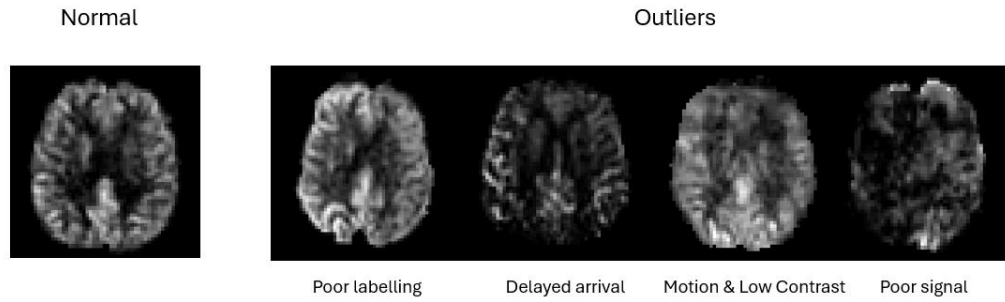 Normal
Outliers
Poor labelling
Delayed arrival
Motion & Low Contrast
Poor signal